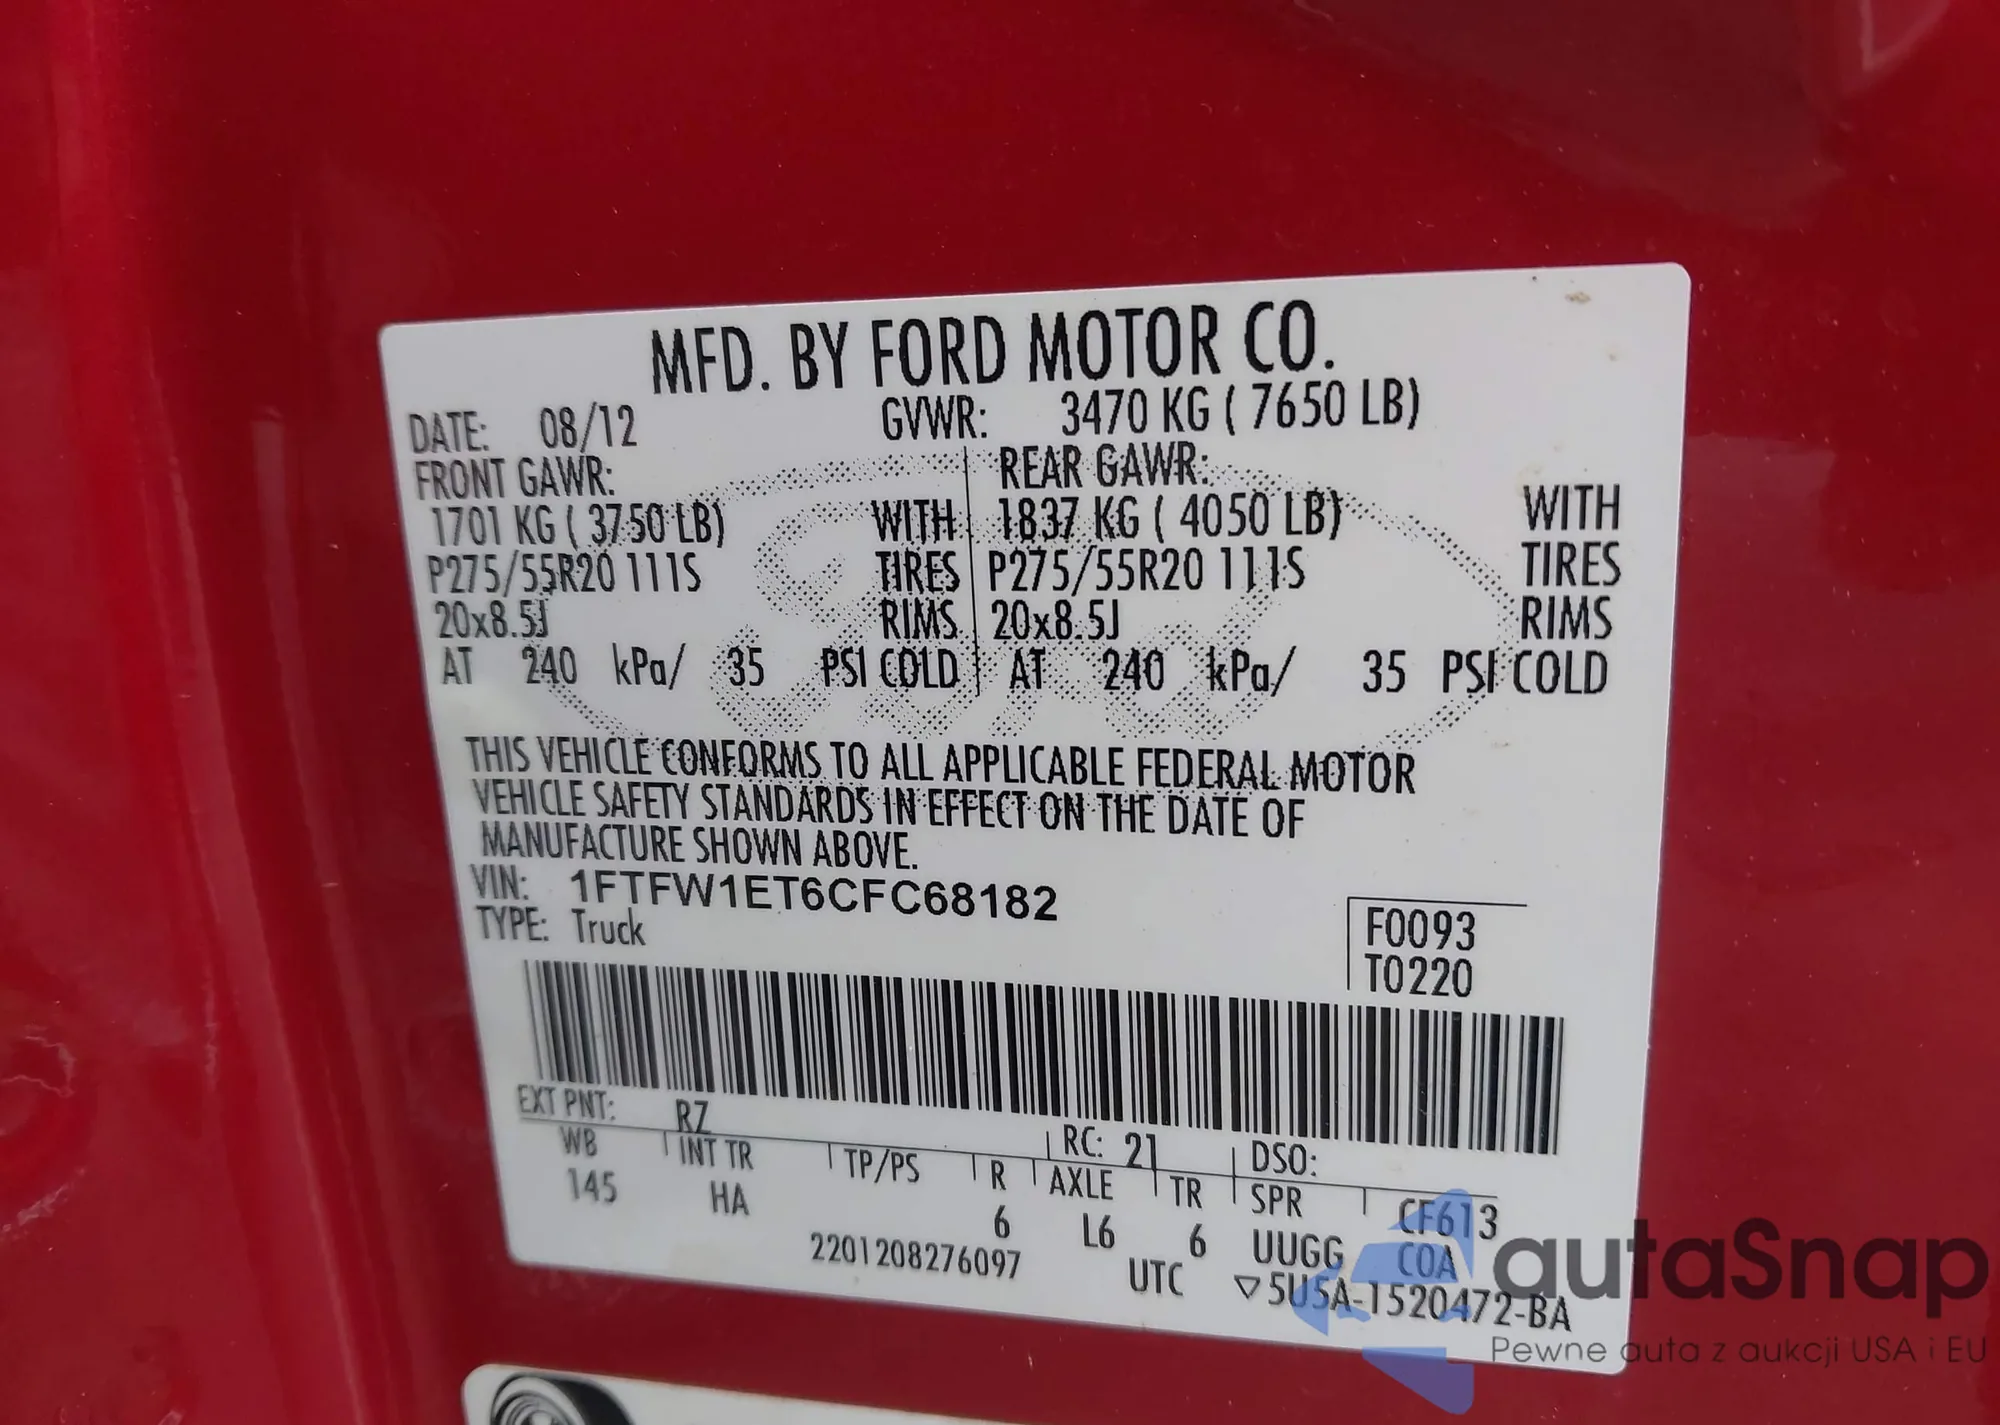 MFD. BY FORD MOTOR CO.
DATE: 08/12 GVWR: 3470 KG ( 7650 LB)
FRONT GAWR: REAR GAWR:
1701 KG ( 3750 LB) WITH 1837 KG ( 4050 LB) WITH
P275/55R20 111S TIRES P275/55R20 111S TIRES
20x8.5J RIMS 20x8.5J RIMS
AT 240 kPa/ 35 PSI COLD AT 240 kPa/ 35 PSI COLD
Ford
THIS VEHICLE CONFORMS TO ALL APPLICABLE FEDERAL MOTOR
VEHICLE SAFETY STANDARDS IN EFFECT ON THE DATE OF
MANUFACTURE SHOWN ABOVE.
VIN: 1FTFW1ET6CFC68182
TYPE: Truck
F0093
T0220
EXT PNT: RZ RC: 21 DSO:
WB INT TR TP/PS R AXLE TR SPR CF613
145 HA 6 L6 6 UUGG COA
2201208276097 UTC ▽5U5A-1520472-BA
autaSnap
Pewne auta z aukcji USA i EU